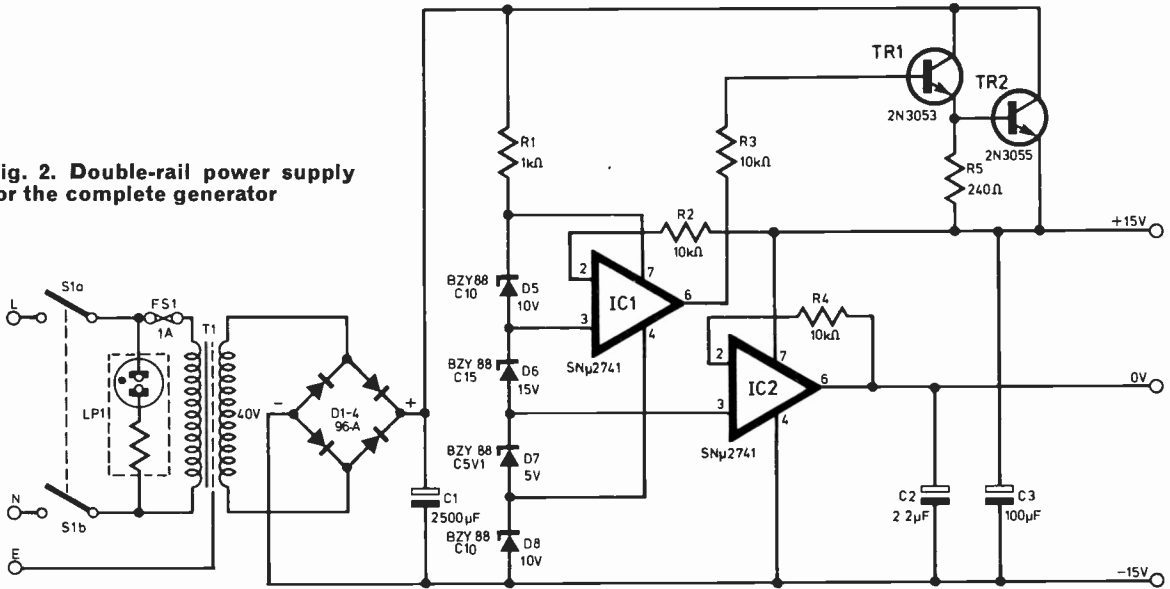 ig. 2. Double-rail power supply
or the complete generator
TR1
2N3053
TR2
2N3055
R1
1kΩ
R3
10kΩ
R5
240Ω
R2
10kΩ
+15V
BZY88
C10
D5
10V
2
7
IC1
6
3
4
SNμ2741
R4
10kΩ
BZY 88
C15
D6
15V
2
7
IC2
6
3
4
SNμ2741
0V
BZY 88
C5V1
D7
5V
BZY 88
C10
D8
10V
L
S1a
FS1
1A
T1
LP1
40V
-
D1-4
96-A
+
N
S1b
E
C1
2500μF
C2
2 2μF
C3
100μF
-15V